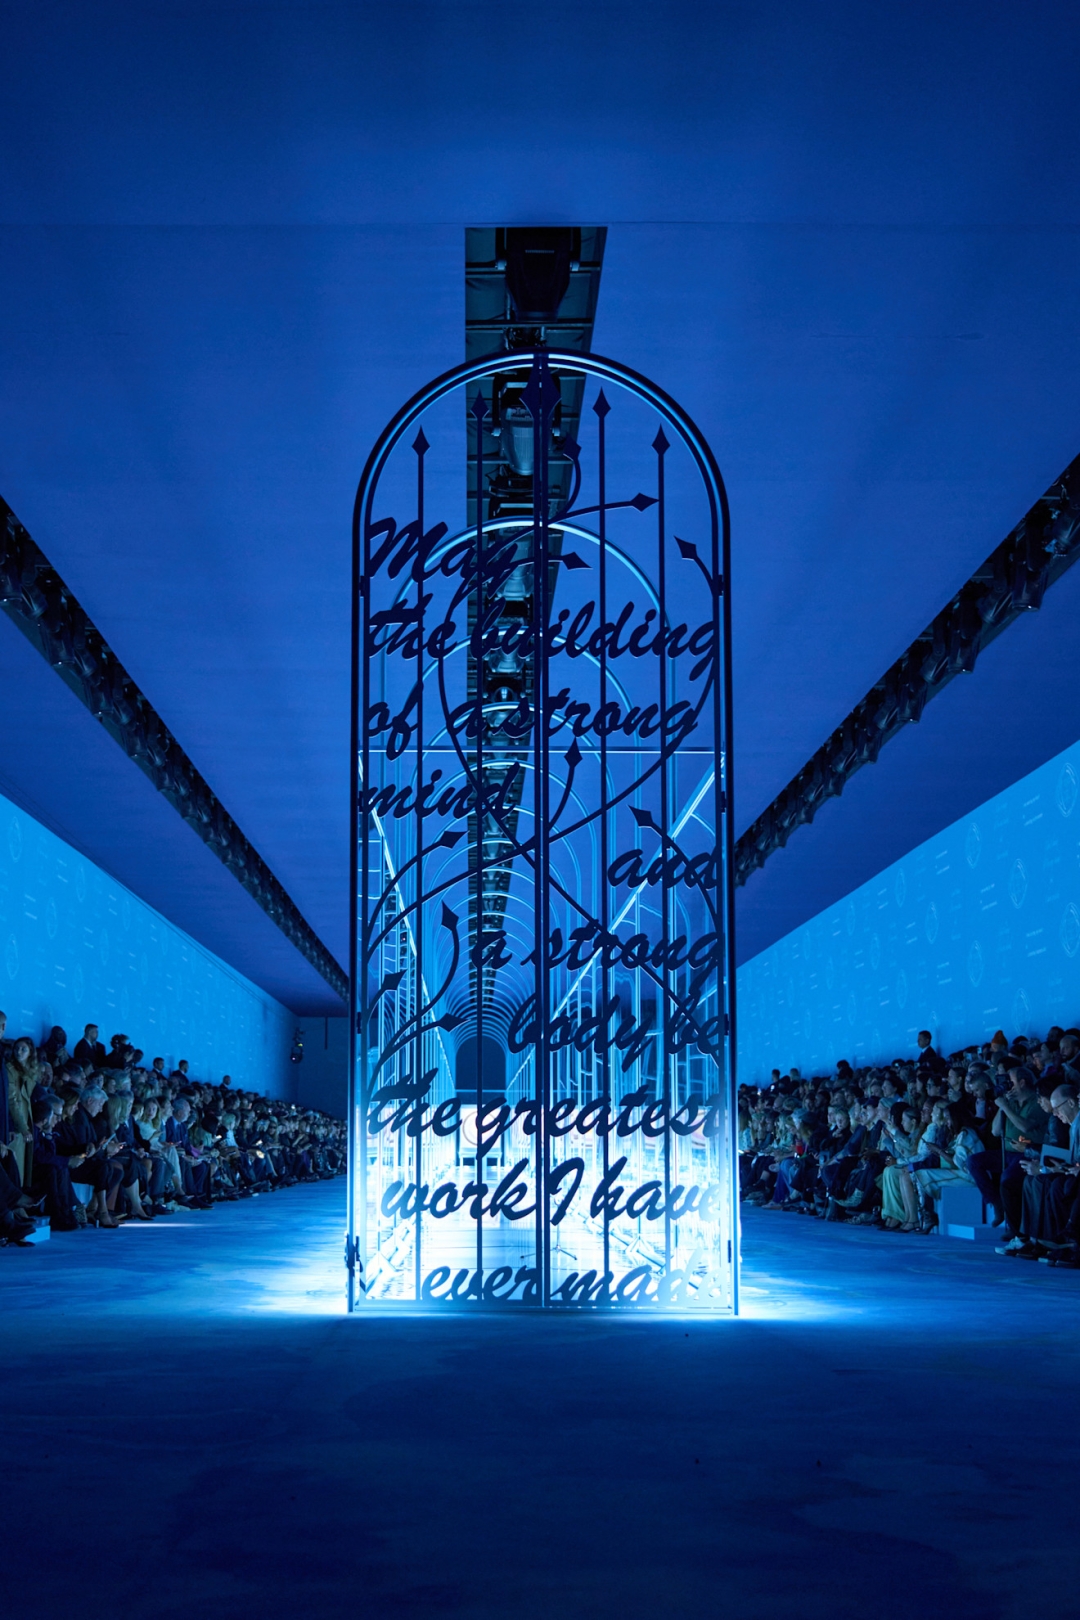 May
the building
of a strong
mind
and
a strong
body be
the greatest
work I have
ever made